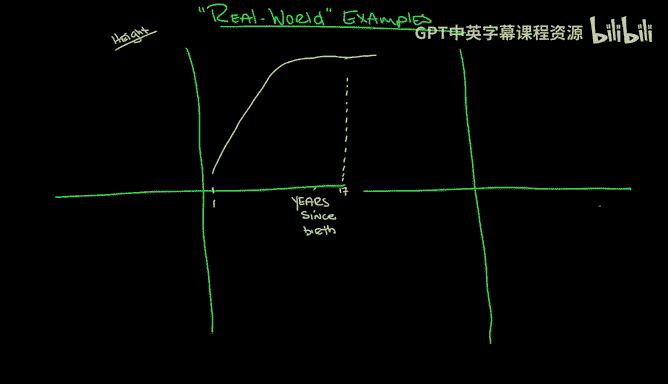 "REAL-WORLD" EXAMPLES
GPT中英字幕课程资源 bilibili
Height
1
17
YEARS
Since
birth